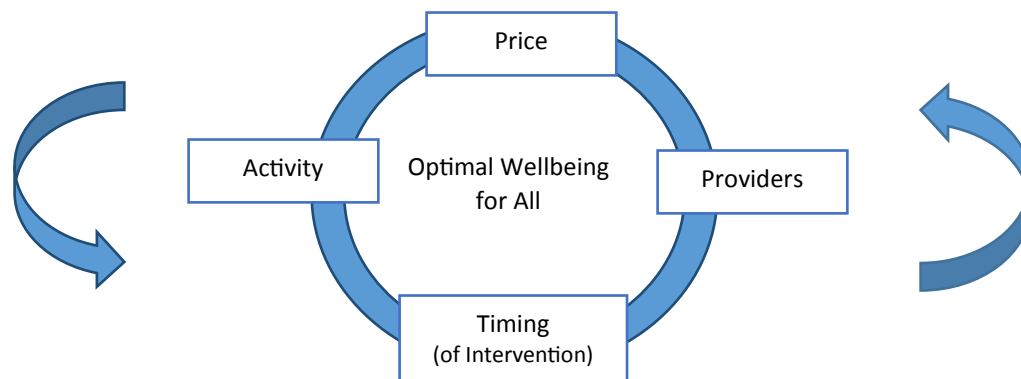 Price
Activity
Optimal Wellbeing
for All
Providers
Timing
(of Intervention)